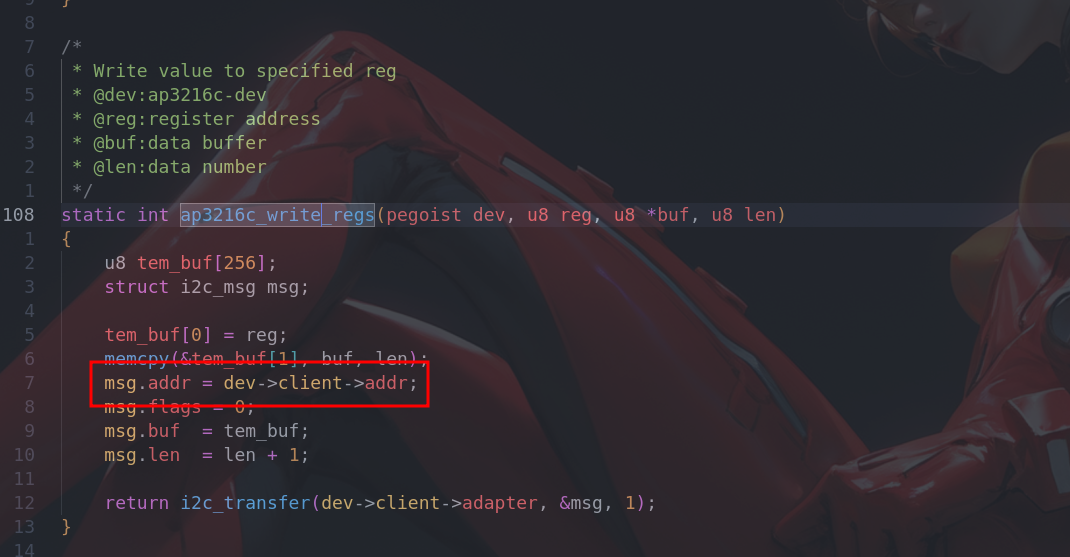 9 }
8
7 /*
6  * Write value to specified reg
5  * @dev:ap3216c-dev
4  * @reg:register address
3  * @buf:data buffer
2  * @len:data number
1  */
108 static int ap3216c_write_regs(pegoist dev, u8 reg, u8 *buf, u8 len)
1 {
2     u8 tem_buf[256];
3     struct i2c_msg msg;
4
5     tem_buf[0] = reg;
6     memcpy(&tem_buf[1], buf, len);
7     msg.addr = dev->client->addr;
8     msg.flags = 0;
9     msg.buf  = tem_buf;
10     msg.len  = len + 1;
11
12     return i2c_transfer(dev->client->adapter, &msg, 1);
13 }
14